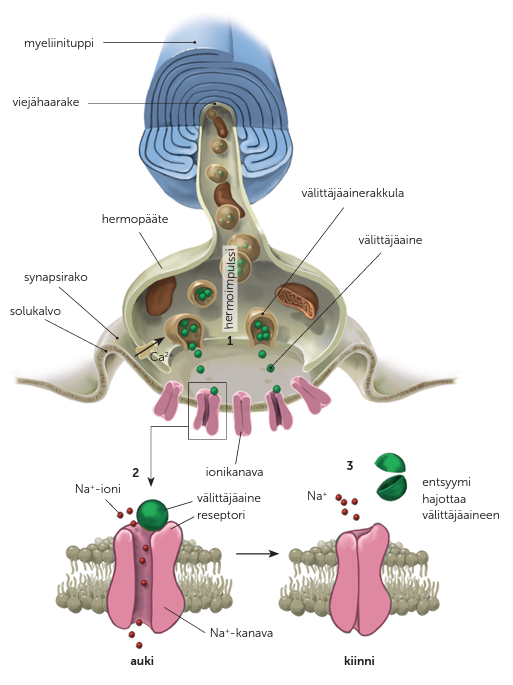 myeliinituppi
viejähaarake
välittäjäainerakkula
hermopääte
välittäjäaine
synapsirako
solukalvo
hermoimpulssi
1
Ca²⁺
ionikanava
2
3
Na⁺-ioni
välittäjäaine
reseptori
Na⁺
entsyymi
hajottaa
välittäjäaineen
Na⁺-kanava
auki
kiinni